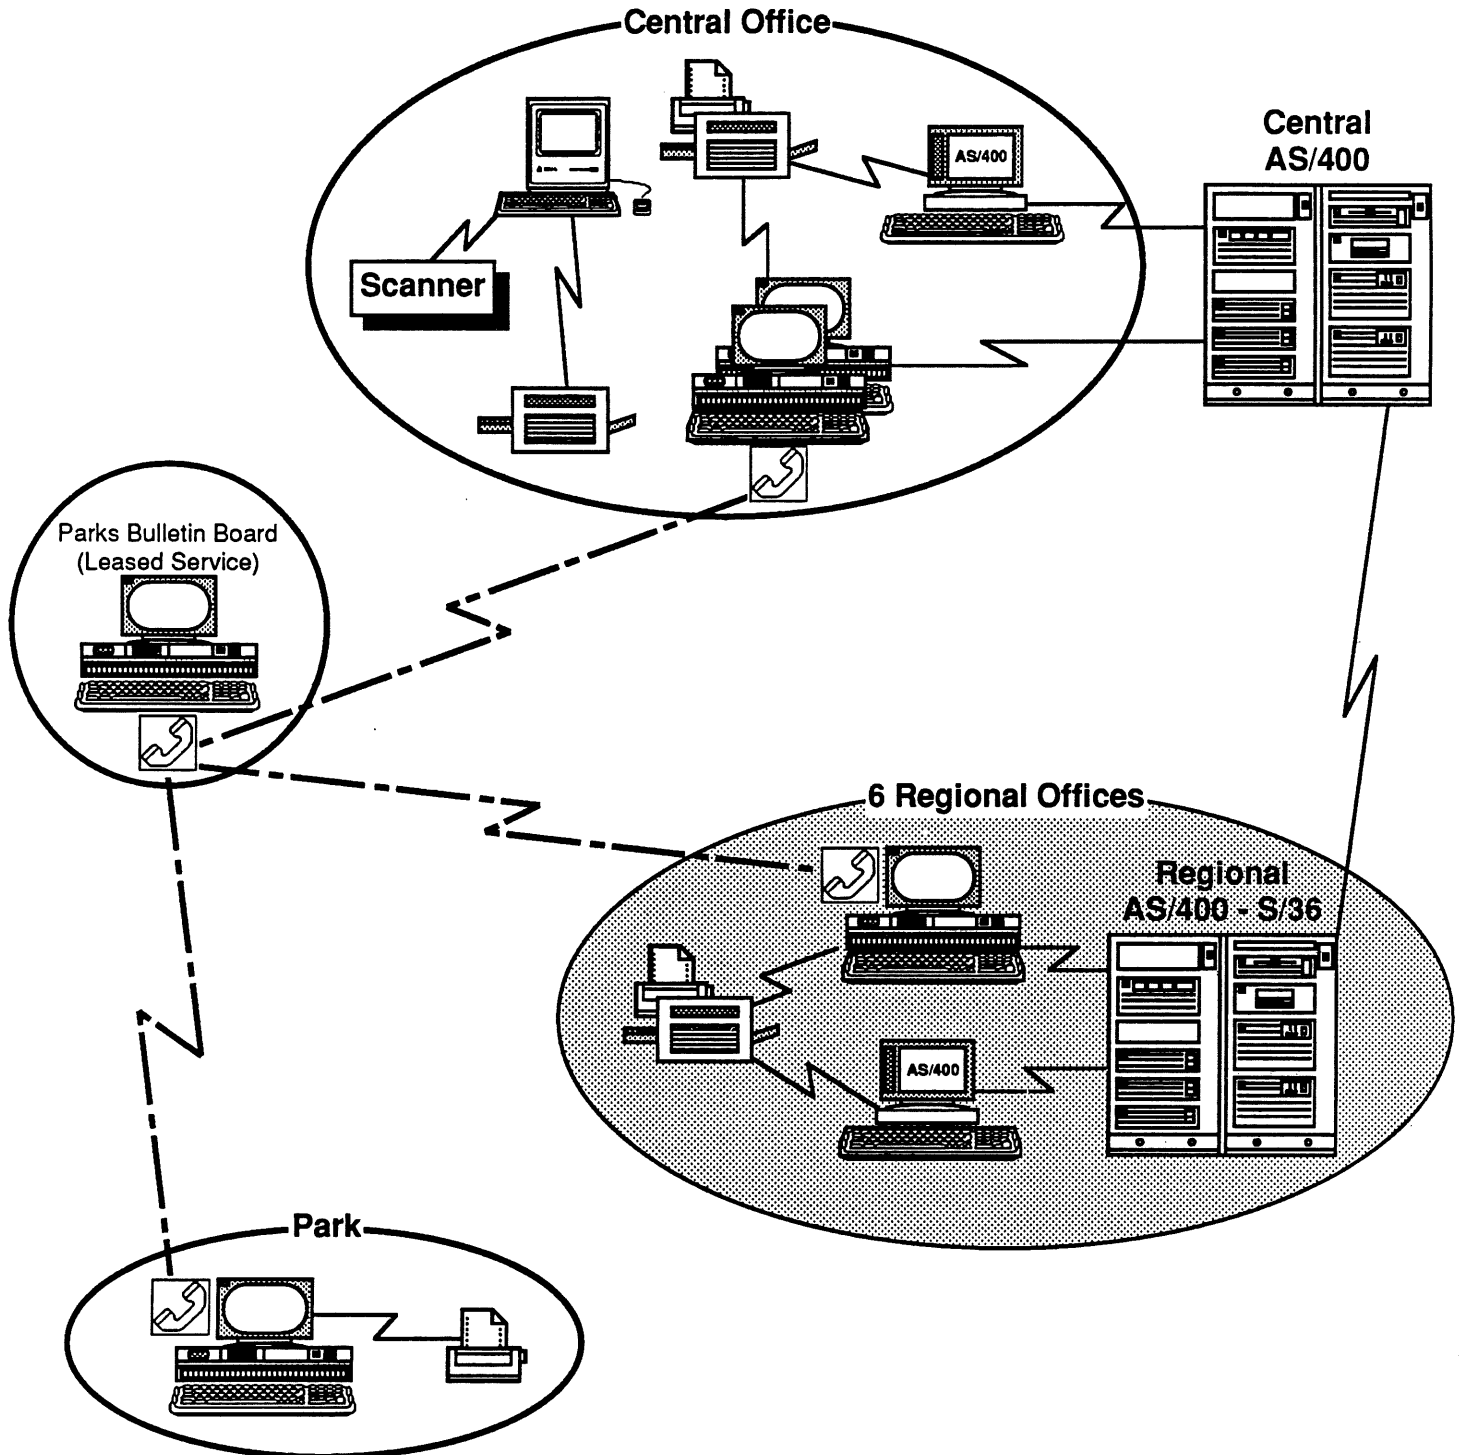 Central Office
Central
AS/400
AS/400
Scanner
Parks Bulletin Board
(Leased Service)
6 Regional Offices
Regional
AS/400 - S/36
AS/400
Park